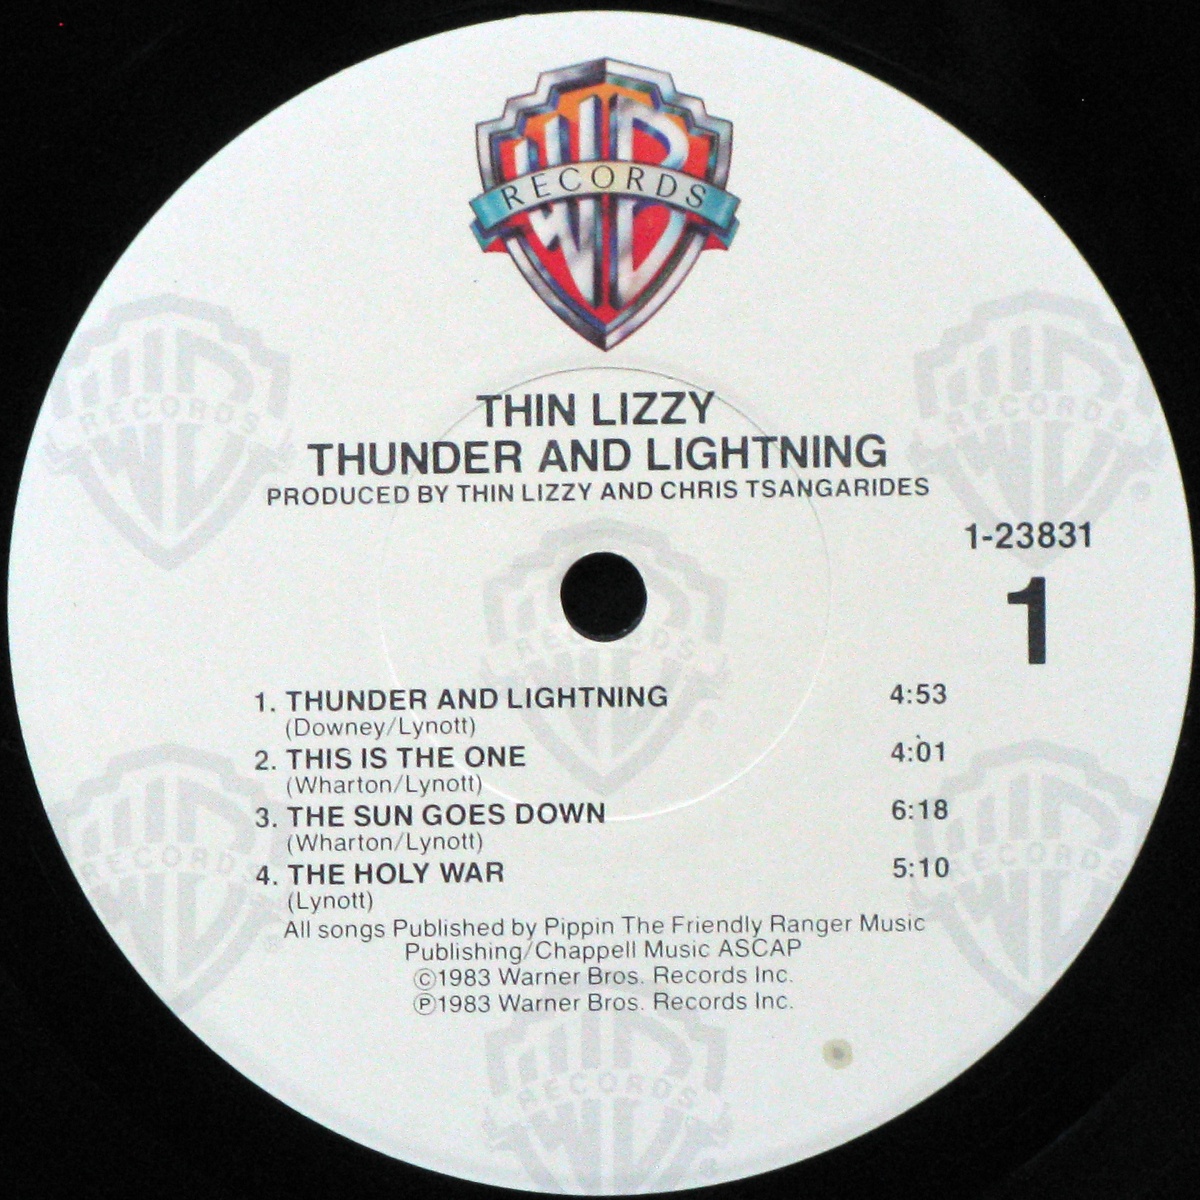 WB
RECORDS
THIN LIZZY
THUNDER AND LIGHTNING
PRODUCED BY THIN LIZZY AND CHRIS TSANGARIDES
1-23831
1
1. THUNDER AND LIGHTNING 4:53
(Downey/Lynott)
2. THIS IS THE ONE 4:01
(Wharton/Lynott)
3. THE SUN GOES DOWN 6:18
(Wharton/Lynott)
4. THE HOLY WAR 5:10
(Lynott)
All songs Published by Pippin The Friendly Ranger Music
Publishing/Chappell Music ASCAP
©1983 Warner Bros. Records Inc.
℗1983 Warner Bros. Records Inc.